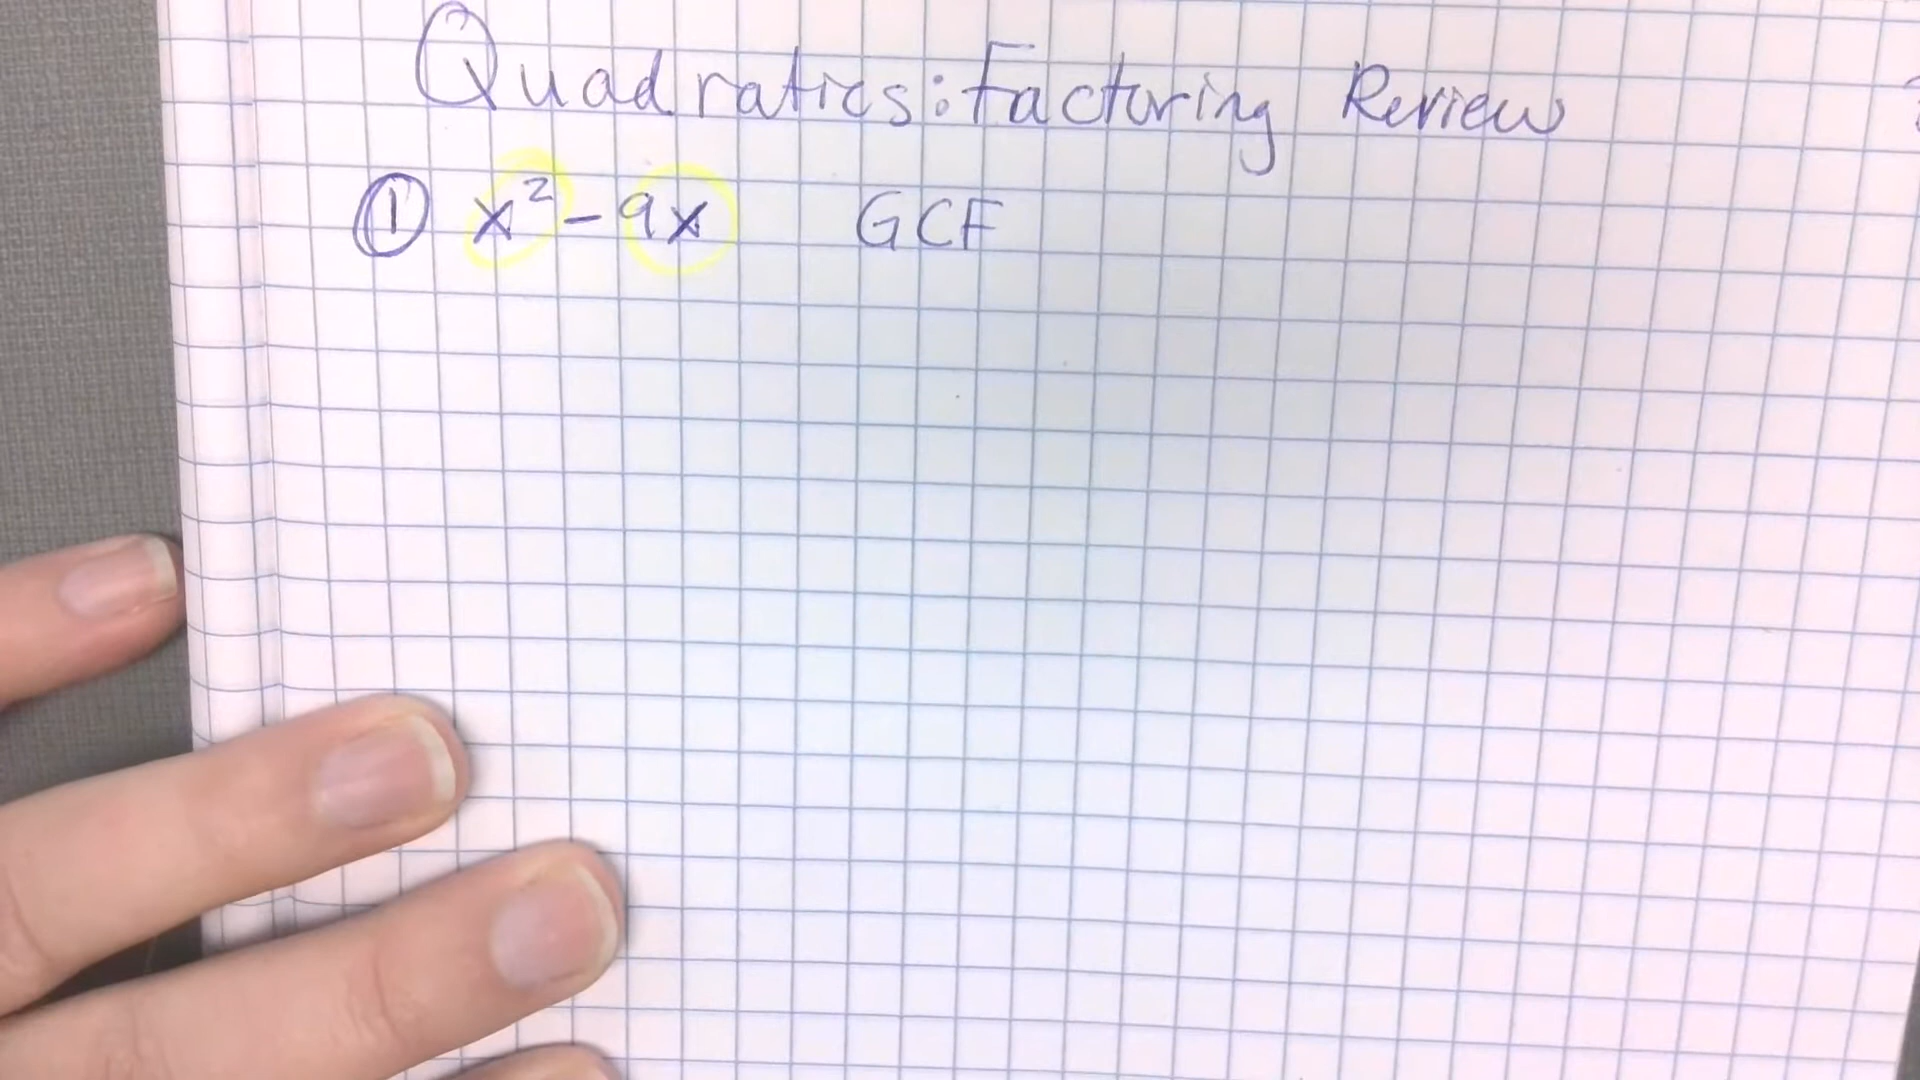 Quadratics: Factoring Review
① x² - 9x GCF